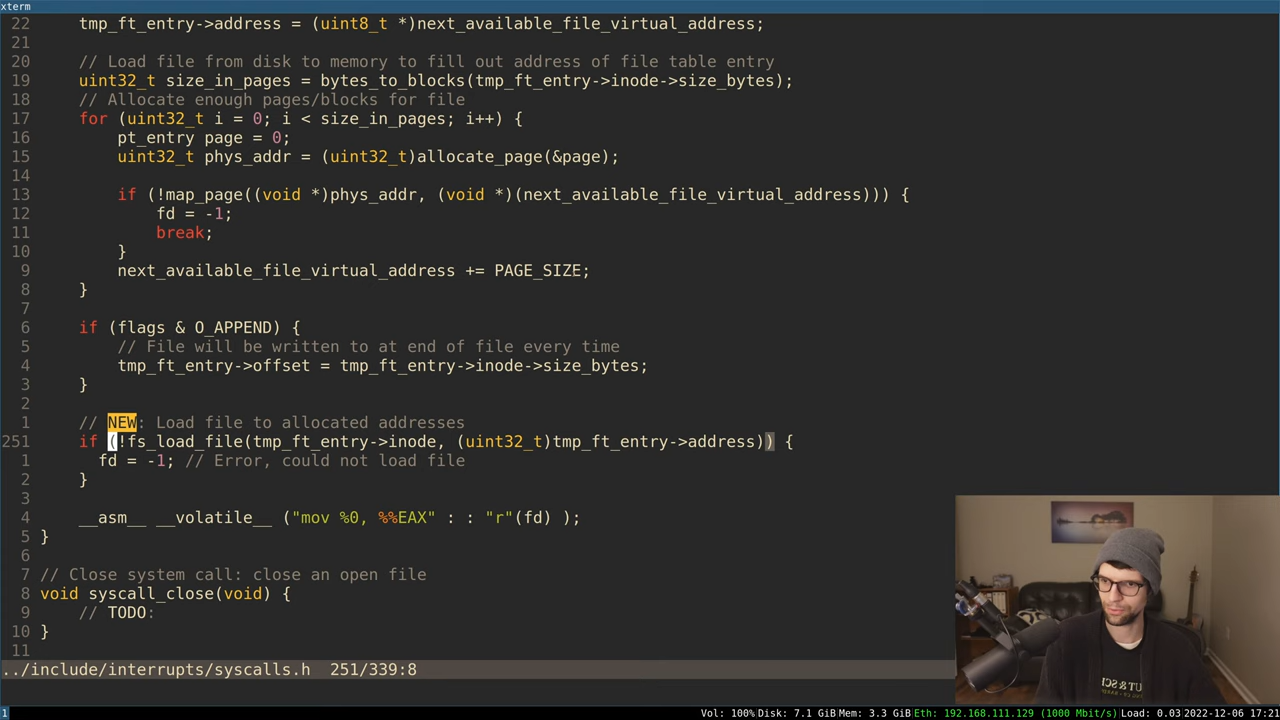 xterm
22 tmp_ft_entry->address = (uint8_t *)next_available_file_virtual_address;
21
20 // Load file from disk to memory to fill out address of file table entry
19 uint32_t size_in_pages = bytes_to_blocks(tmp_ft_entry->inode->size_bytes);
18 // Allocate enough pages/blocks for file
17 for (uint32_t i = 0; i < size_in_pages; i++) {
16 pt_entry page = 0;
15 uint32_t phys_addr = (uint32_t)allocate_page(&page);
14
13 if (!map_page((void *)phys_addr, (void *)(next_available_file_virtual_address))) {
12 fd = -1;
11 break;
10 }
9 next_available_file_virtual_address += PAGE_SIZE;
8 }
7
6 if (flags & O_APPEND) {
5 // File will be written to at end of file every time
4 tmp_ft_entry->offset = tmp_ft_entry->inode->size_bytes;
3 }
2
1 // NEW: Load file to allocated addresses
251 if (!fs_load_file(tmp_ft_entry->inode, (uint32_t)tmp_ft_entry->address)) {
1 fd = -1; // Error, could not load file
2 }
3
4 __asm__ __volatile__ ("mov %0, %%EAX" : : "r"(fd) );
5 }
6
7 // Close system call: close an open file
8 void syscall_close(void) {
9 // TODO:
10 }
11
../include/interrupts/syscalls.h 251/339:8
1 Vol: 100%Disk: 7.1 GiBMem: 3.3 GiBEth: 192.168.111.129 (1000 Mbit/s)Load: 0.032022-12-06 17:21